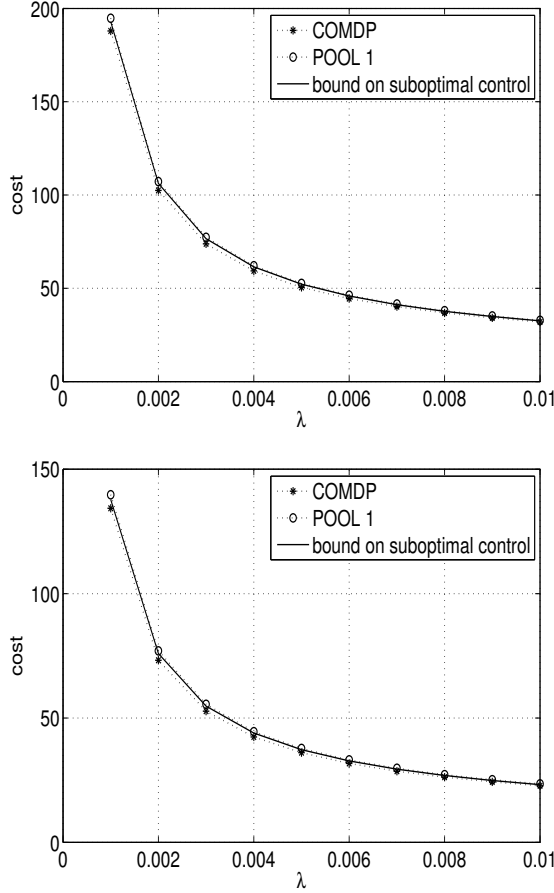 200
150
100
50
0
cost
COMDP
POOL 1
bound on suboptimal control
0 0.002 0.004 0.006 0.008 0.01
λ
150
100
50
0
cost
COMDP
POOL 1
bound on suboptimal control
0 0.002 0.004 0.006 0.008 0.01
λ